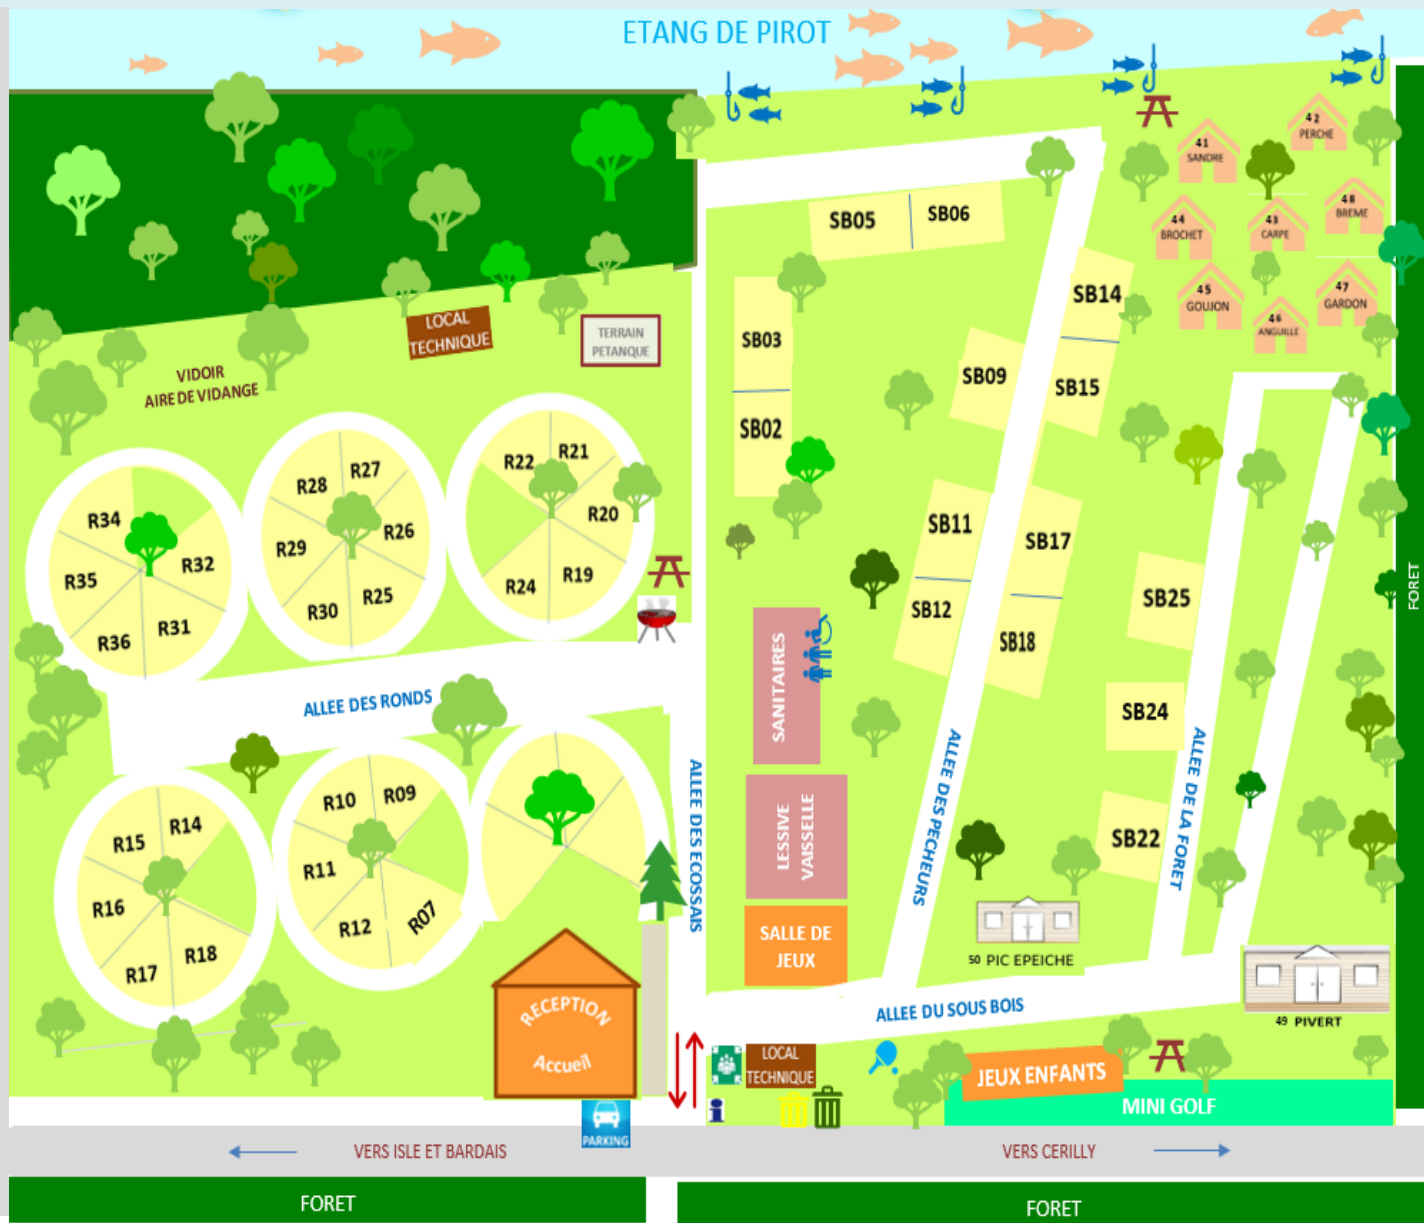 ETANG DE PIROT
42
PERCHE
41
SANDRE
48
BREME
44
BROCHET
43
CARPE
47
GARDON
45
GOUJON
46
ANGUILLE
SB05
SB06
SB14
SB03
SB09
SB15
SB02
SB11
SB17
SB12
SB18
SB25
SB24
SB22
LOCAL
TECHNIQUE
TERRAIN
PETANQUE
VIDOIR
AIRE DE VIDANGE
R22
R21
R20
R24
R19
R28
R27
R29
R26
R30
R25
R34
R35
R32
R36
R31
ALLEE DES RONDS
R15
R14
R16
R17
R18
R10
R09
R11
R12
R07
SANITAIRES
LESSIVE
VAISSELLE
SALLE DE
JEUX
ALLEE DES ECOSSAIS
ALLEE DES PECHEURS
ALLEE DE LA FORET
FORET
50 PIC EPEICHE
49 PIVERT
ALLEE DU SOUS BOIS
RECEPTION
Accueil
LOCAL
TECHNIQUE
i
JEUX ENFANTS
MINI GOLF
PARKING
VERS ISLE ET BARDAIS
VERS CERILLY
FORET
FORET